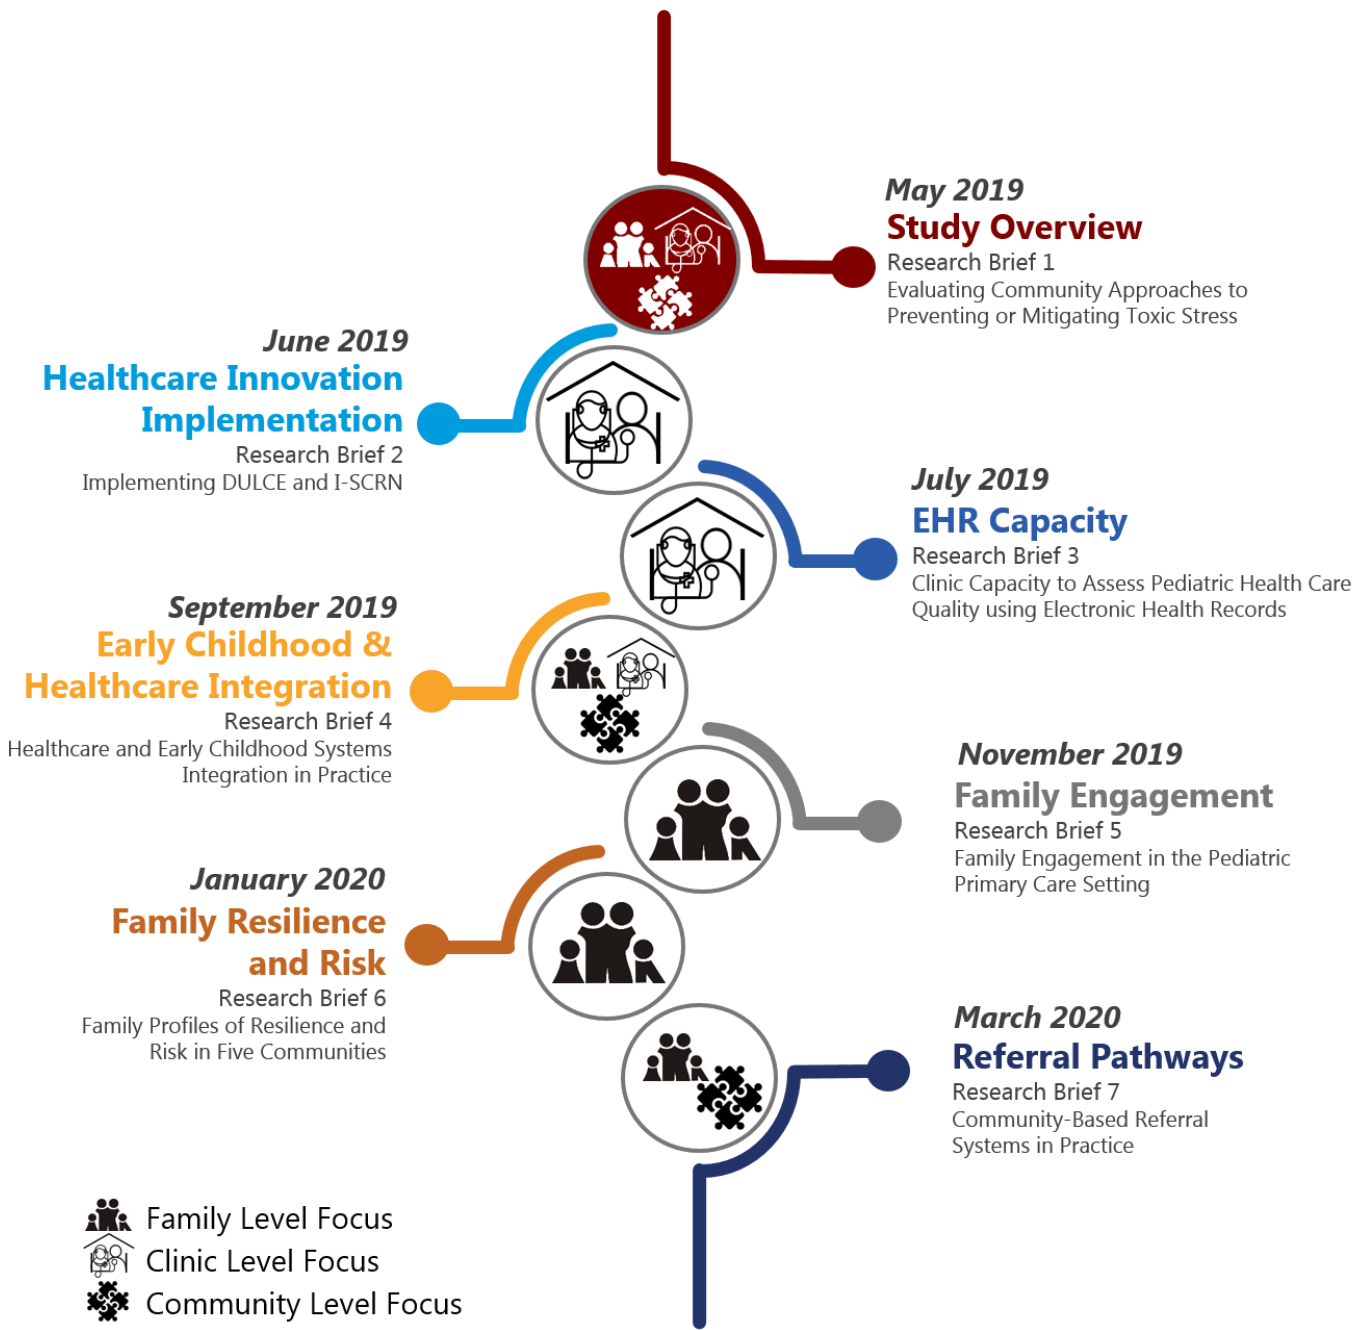 May 2019
Study Overview
Research Brief 1
Evaluating Community Approaches to
Preventing or Mitigating Toxic Stress
June 2019
Healthcare Innovation
Implementation
Research Brief 2
Implementing DULCE and I-SCRN
July 2019
EHR Capacity
Research Brief 3
Clinic Capacity to Assess Pediatric Health Care
Quality using Electronic Health Records
September 2019
Early Childhood &
Healthcare Integration
Research Brief 4
Healthcare and Early Childhood Systems
Integration in Practice
November 2019
Family Engagement
Research Brief 5
Family Engagement in the Pediatric
Primary Care Setting
January 2020
Family Resilience
and Risk
Research Brief 6
Family Profiles of Resilience and
Risk in Five Communities
March 2020
Referral Pathways
Research Brief 7
Community-Based Referral
Systems in Practice
Family Level Focus
Clinic Level Focus
Community Level Focus